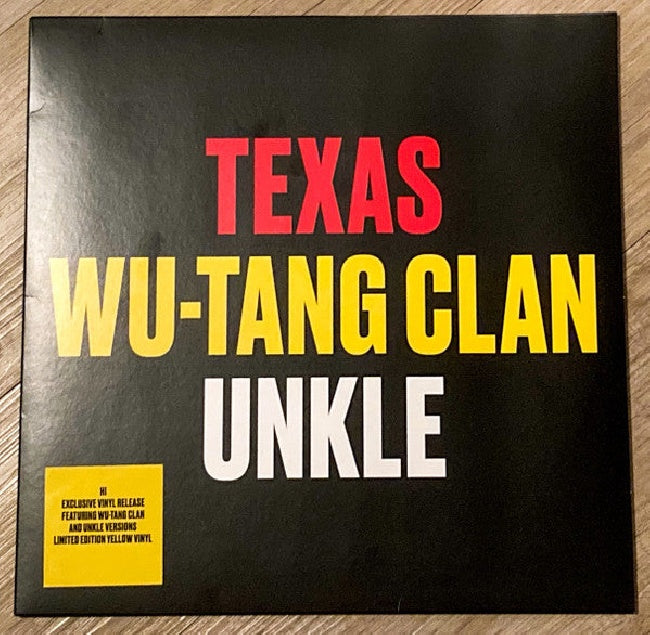 TEXAS
WU-TANG CLAN
UNKLE
HI
EXCLUSIVE VINYL RELEASE
FEATURING WU-TANG CLAN
AND UNKLE VERSIONS
LIMITED EDITION YELLOW VINYL